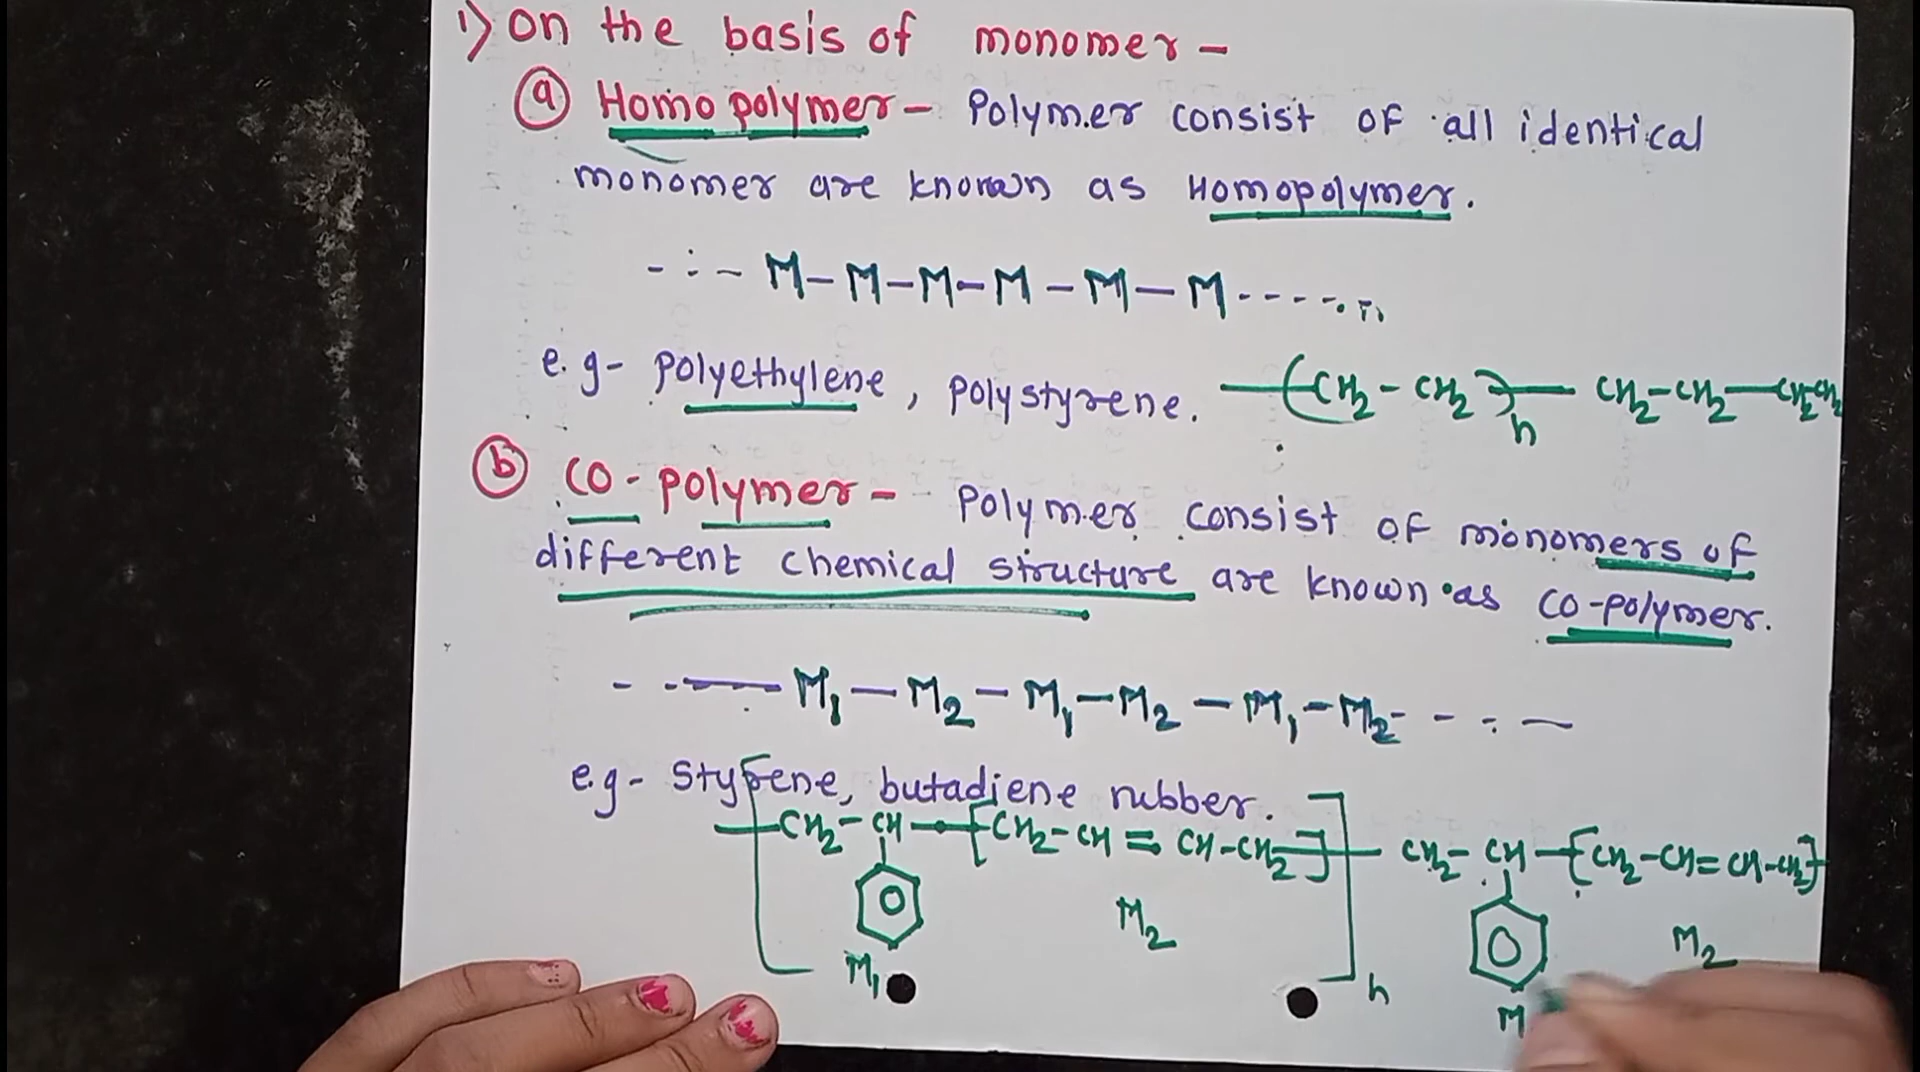 1) On the basis of monomer -
(a) Homo polymer - Polymer consist of all identical
monomer are known as Homopolymer.
- - - M - M - M - M - M - M - - - - - n
e.g - polyethylene, polystyrene. —(CH2 - CH2)n— CH2-CH2—CH2CH2
(b) CO - polymer - Polymer consist of monomers of
different chemical structure are known as co-polymer.
- - — M1 — M2 — M1 — M2 — M1 - M2 - - - —
e.g - Styrene, butadiene rubber.
—[CH2 - CH —[CH2 - CH = CH - CH2]—]n— CH2 - CH —[CH2 - CH = CH - CH2]
M1 M2 M M2